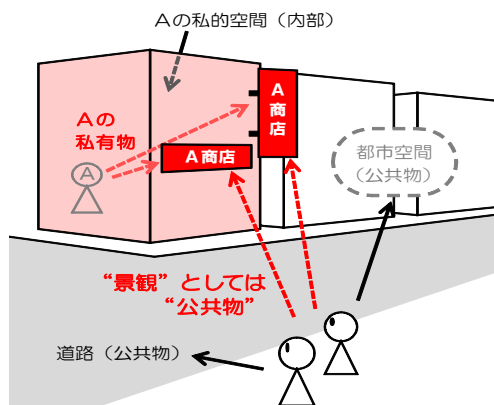 Aの私的空間(内部)
Aの
私有物
A
A商店
A商店
都市空間
(公共物)
“景観”としては
“公共物”
道路(公共物)